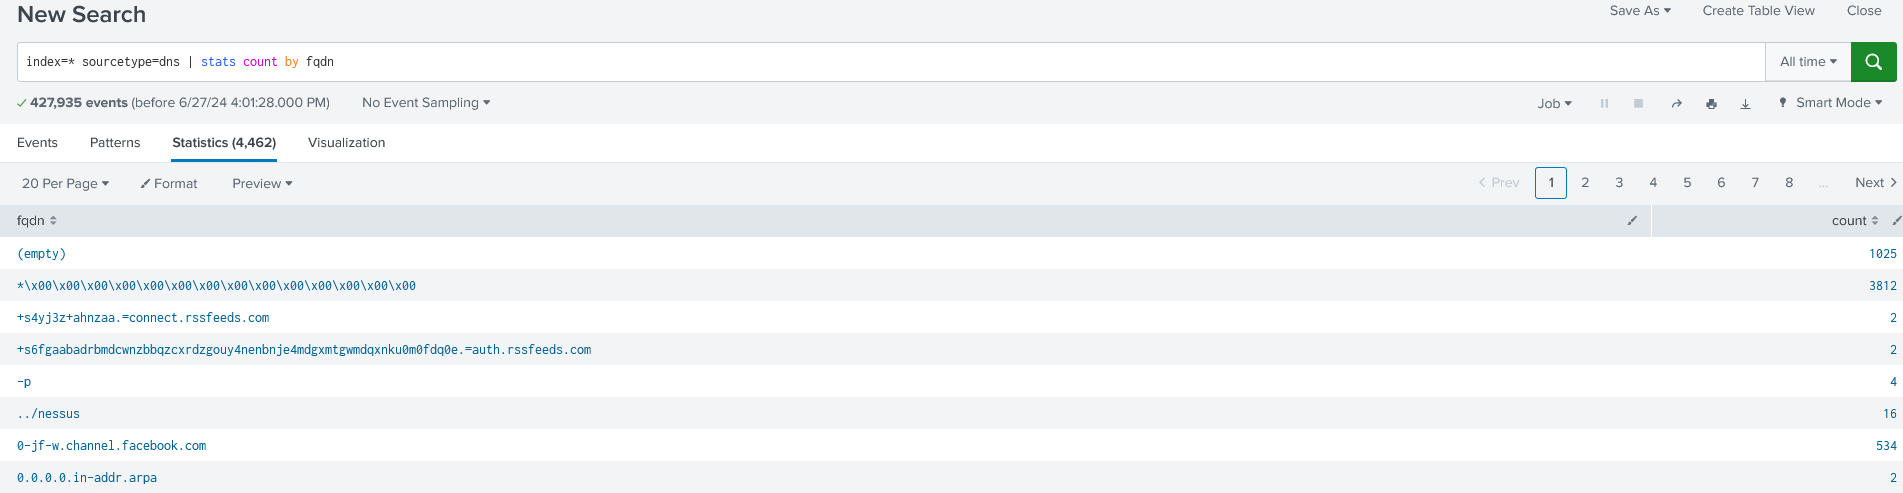 New Search
Save As Create Table View Close
index=* sourcetype=dns | stats count by fqdn
All time
427,935 events (before 6/27/24 4:01:28.000 PM) No Event Sampling
Job Smart Mode
Events Patterns Statistics (4,462) Visualization
20 Per Page Format Preview
Prev 1 2 3 4 5 6 7 8 ... Next
fqdn count
(empty) 1025
*\x00\x00\x00\x00\x00\x00\x00\x00\x00\x00\x00\x00\x00\x00 3812
+s4yj3z+ahnzaa.=connect.rssfeeds.com 2
+s6fgaabadrbmdcwnzbbqzcxrdzgouy4nenbnje4mdgxmtgwmdqxnku0m0fdq0e.=auth.rssfeeds.com 2
-p 4
../nessus 16
0-jf-w.channel.facebook.com 534
0.0.0.0.in-addr.arpa 2